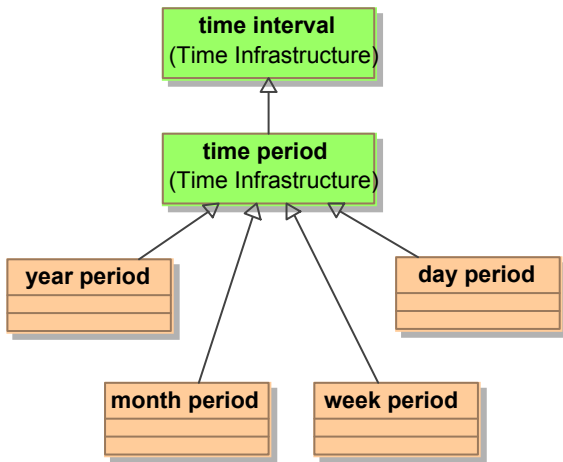 time interval
(Time Infrastructure)
time period
(Time Infrastructure)
year period
day period
month period
week period